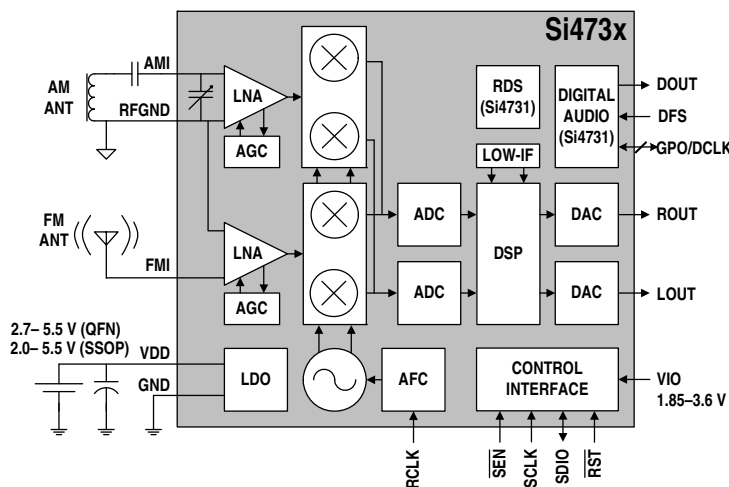 Si473x
AMI
AM
ANT
RFGND
LNA
AGC
RDS
(Si4731)
DIGITAL
AUDIO
(Si4731)
DOUT
DFS
GPO/DCLK
LOW-IF
FM
ANT
FMI
LNA
AGC
ADC
ADC
DSP
DAC
DAC
ROUT
LOUT
2.7– 5.5 V (QFN)
2.0– 5.5 V (SSOP)
VDD
GND
LDO
AFC
CONTROL
INTERFACE
VIO
1.85–3.6 V
RCLK
SEN
SCLK
SDIO
RST